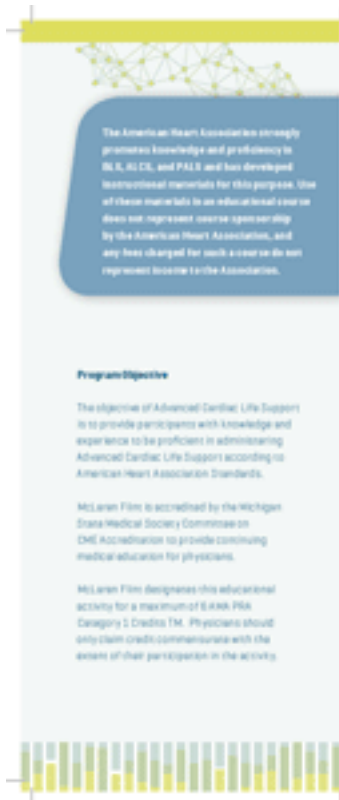 The American Heart Association strongly
promotes knowledge and proficiency in
BLS, ALCS, and PALS and has developed
instructional materials for this purpose. Use
of these materials in an educational course
does not represent course sponsorship
by the American Heart Association, and
any fees charged for such a course do not
represent income to the Association.
Program Objective
The objective of Advanced Cardiac Life Support
is to provide participants with knowledge and
experience to be proficient in administering
Advanced Cardiac Life Support according to
American Heart Association Standards.
McLaren Flint is accredited by the Michigan
State Medical Society Committee on
CME Accreditation to provide continuing
medical education for physicians.
McLaren Flint designates this educational
activity for a maximum of 6 AMA PRA
Category 1 Credits TM. Physicians should
only claim credit commensurate with the
extent of their participation in the activity.